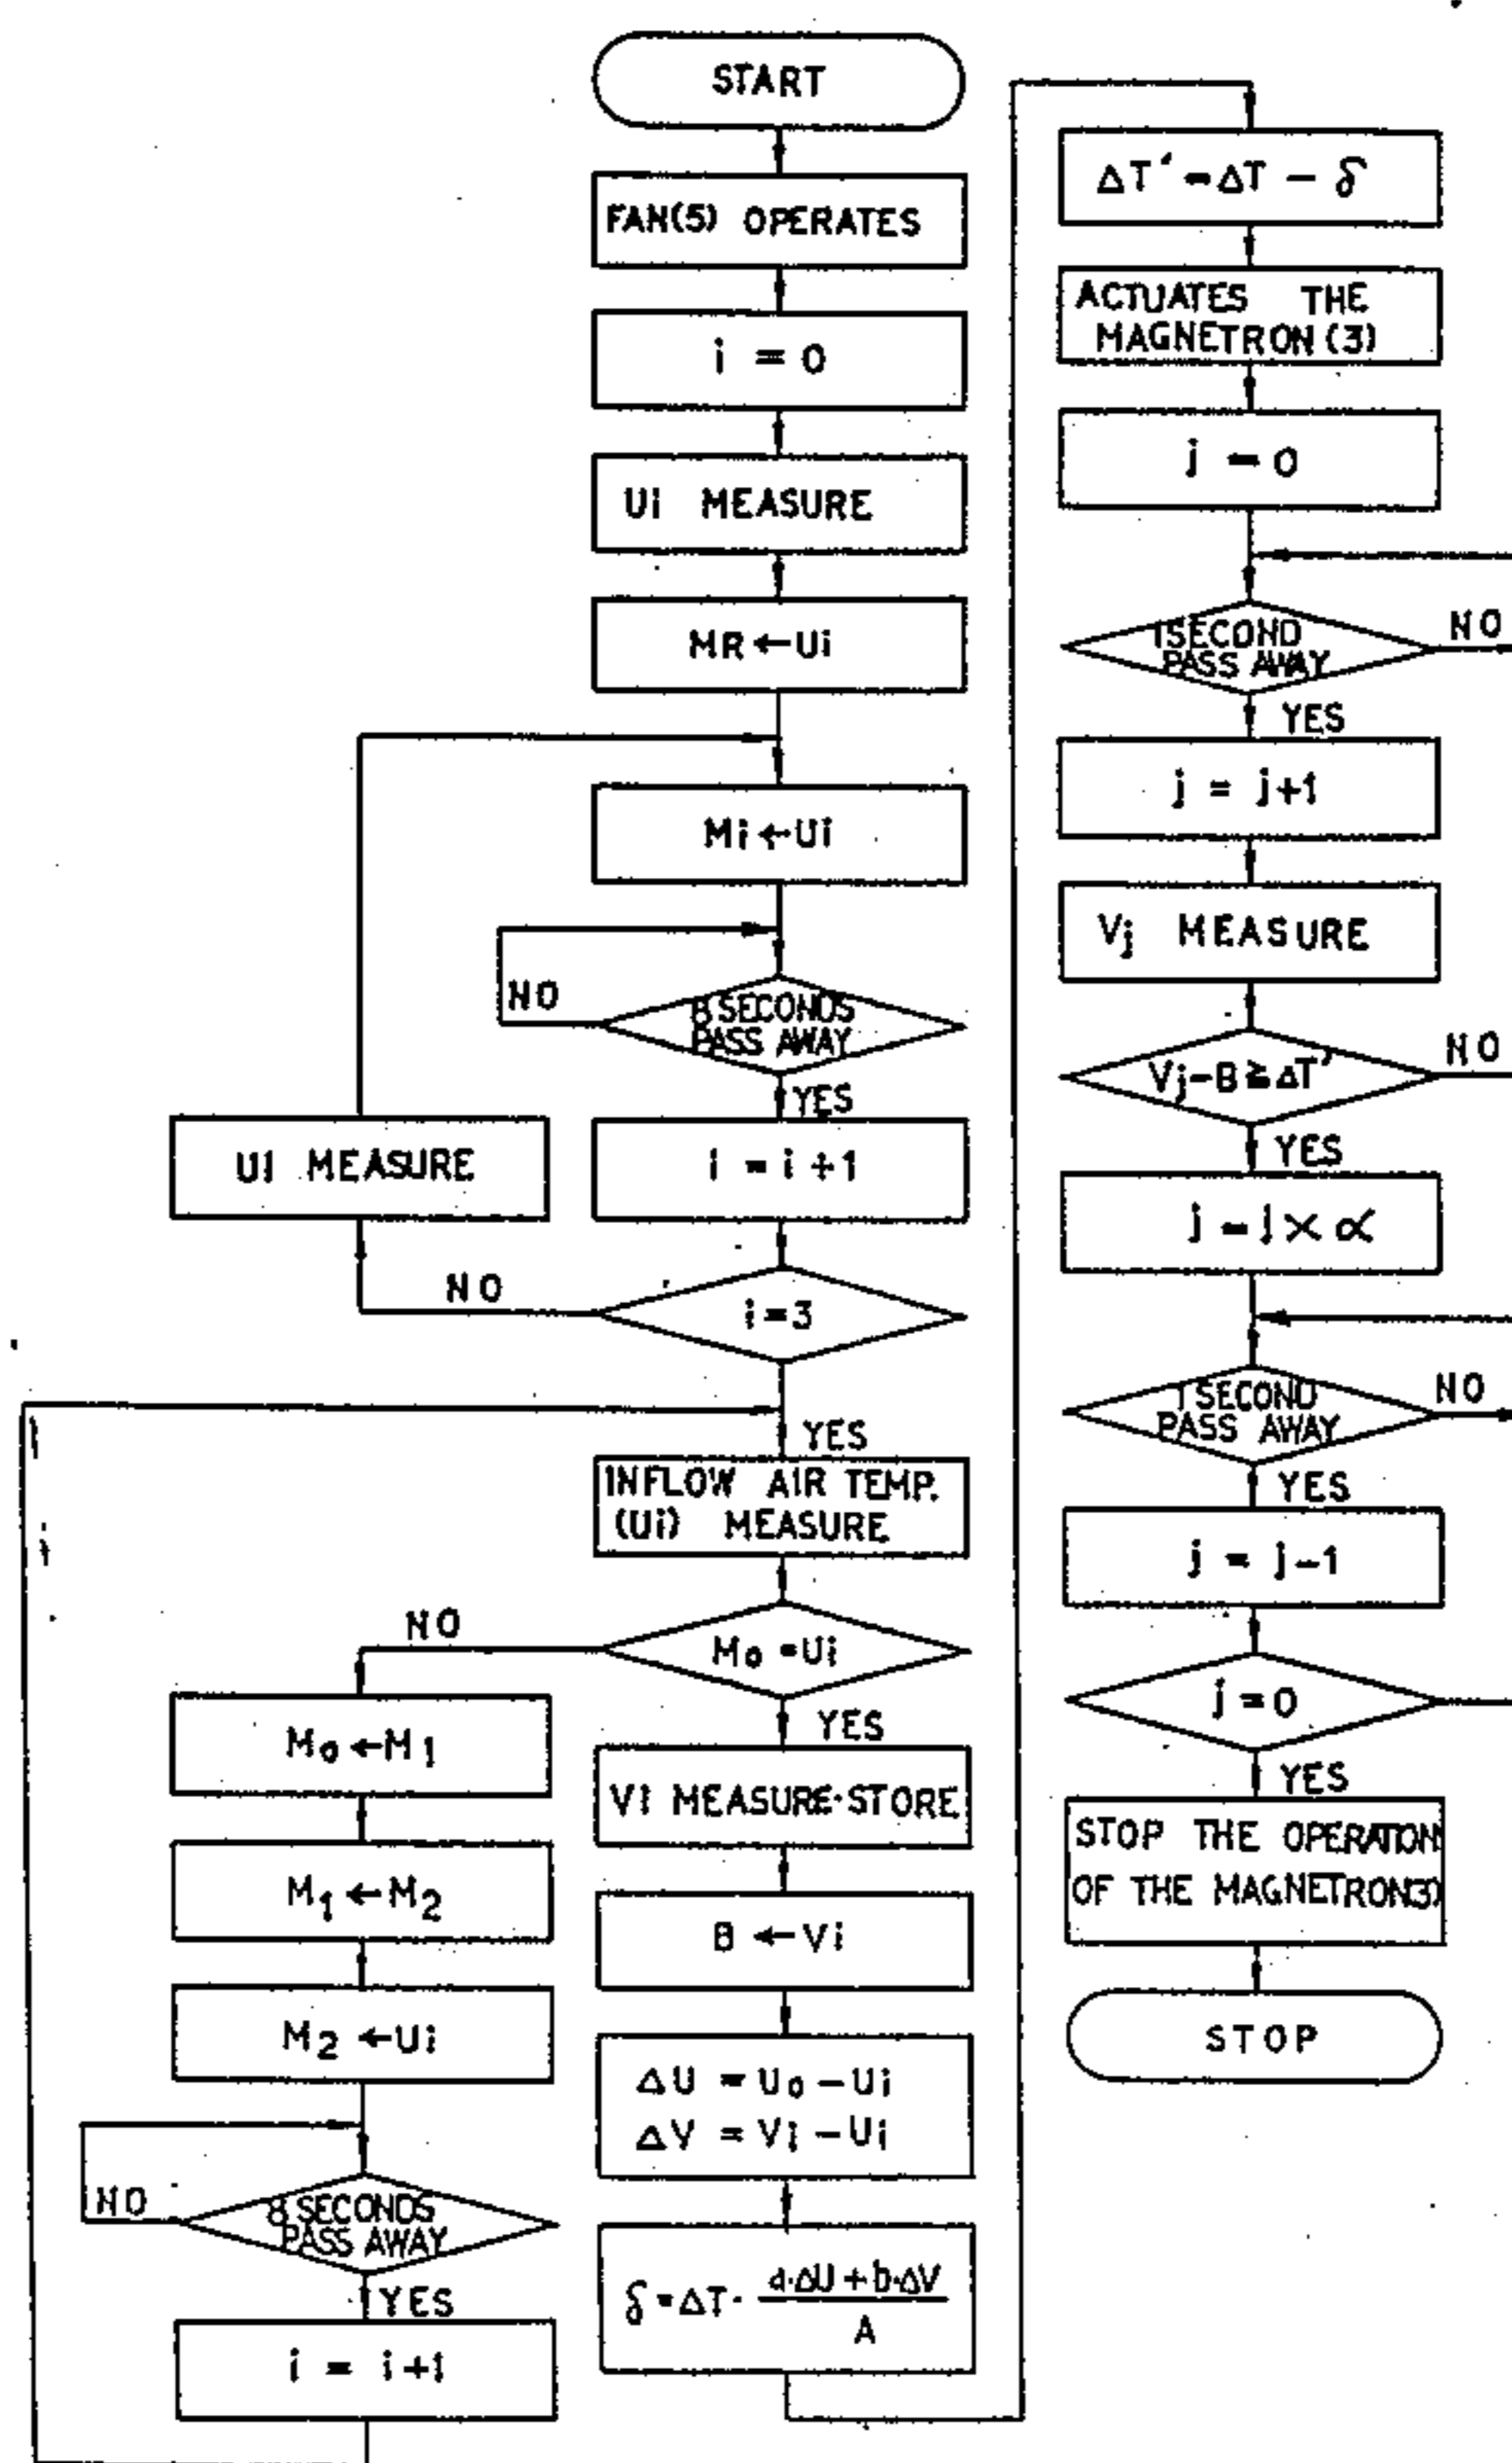 START
FAN(5) OPERATES
i = 0
Ui MEASURE
MR ← Ui
Mi ← Ui
NO
8 SECONDS
PASS AWAY
YES
UI MEASURE
i = i + 1
NO
i = 3
YES
INFLOW AIR TEMP.
(Ui) MEASURE
NO
Mo = Ui
YES
Mo ← M1
M1 ← M2
M2 ← Ui
NO
8 SECONDS
PASS AWAY
YES
i = i+1
Vi MEASURE·STORE
B ← Vi
ΔU = Uo – Ui
ΔV = Vi – Ui
δ = ΔT · a·ΔU + b·ΔV
A
ΔT´ = ΔT – δ
ACTUATES THE
MAGNETRON (3)
j = 0
1 SECOND
PASS AWAY
NO
YES
j = j+1
Vj MEASURE
Vj – B ≧ ΔT´
NO
YES
j = j × α
1 SECOND
PASS AWAY
NO
YES
j = j–1
j = 0
YES
STOP THE OPERATION
OF THE MAGNETRON3)
STOP